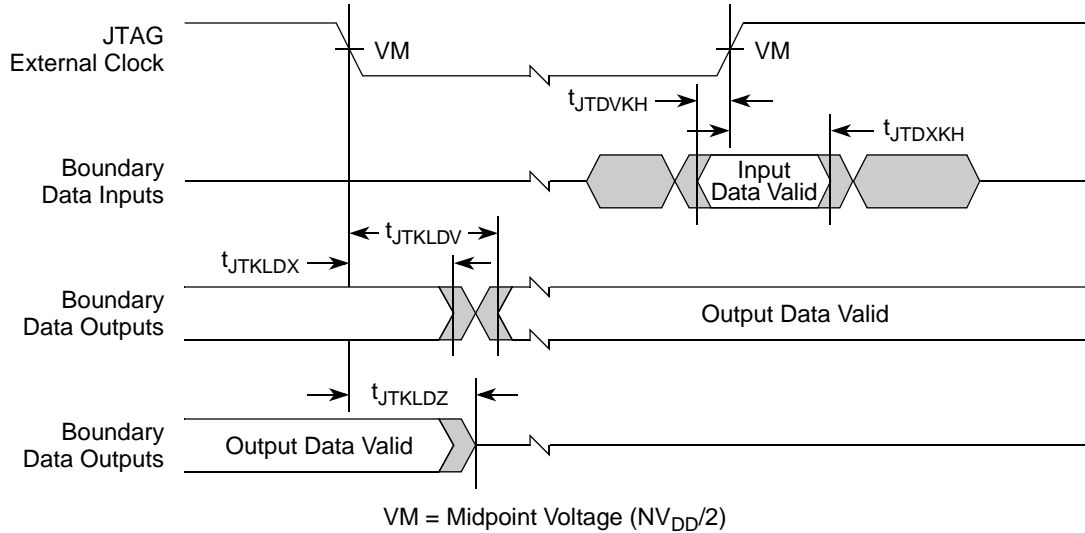 JTAG
External Clock
VM
VM
tJTDVKH
tJTDXKH
Boundary
Data Inputs
Input
Data Valid
tJTKLDV
tJTKLDX
Boundary
Data Outputs
Output Data Valid
tJTKLDZ
Boundary
Data Outputs
Output Data Valid
VM = Midpoint Voltage (NVDD/2)